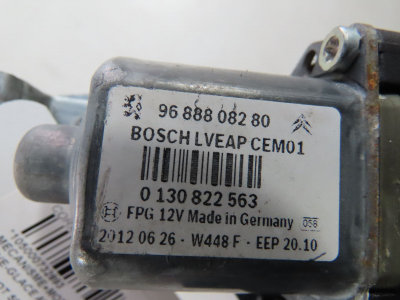 96 888 082 80
BOSCH LVEAP CEM01
0 130 822 563
FPG 12V Made in Germany
2012 06 26 - W448 F - EEP 20.10